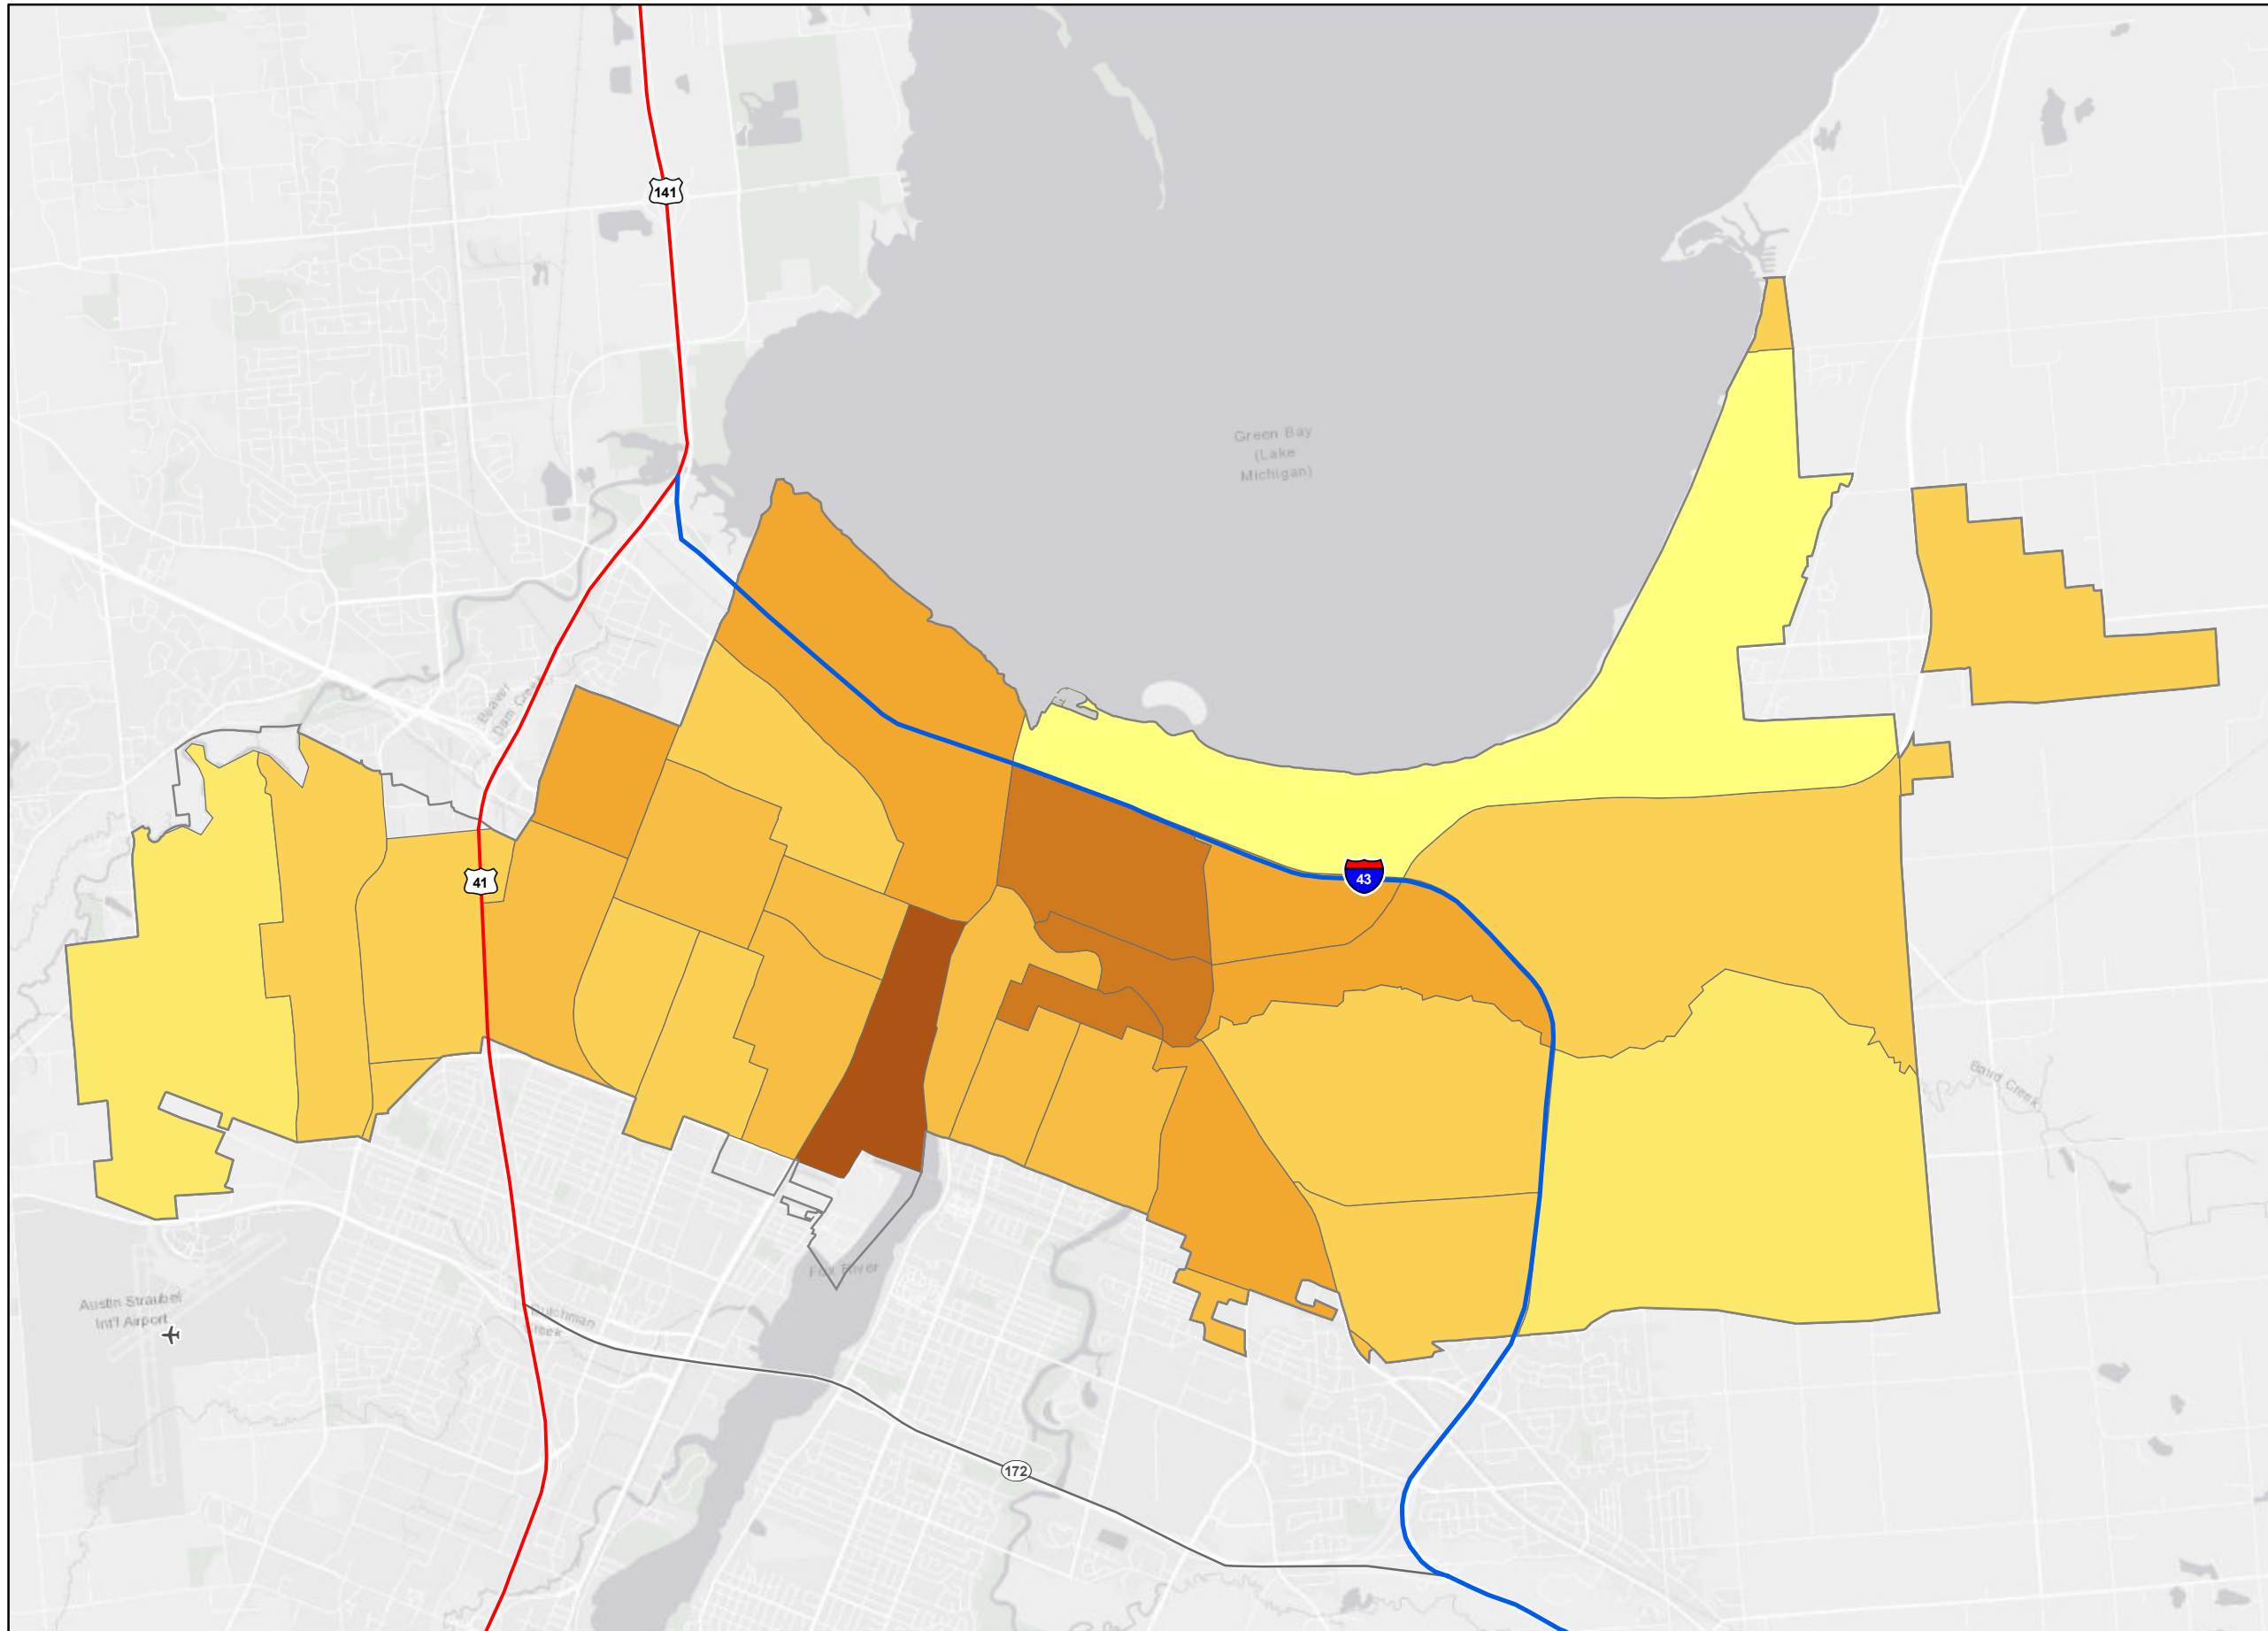 141
Green Bay
(Lake
Michigan)
Beaver
Dam Creek
41
43
Baird Creek
Fox River
Austin Straubel
Int'l Airport
Dutchman
Creek
172